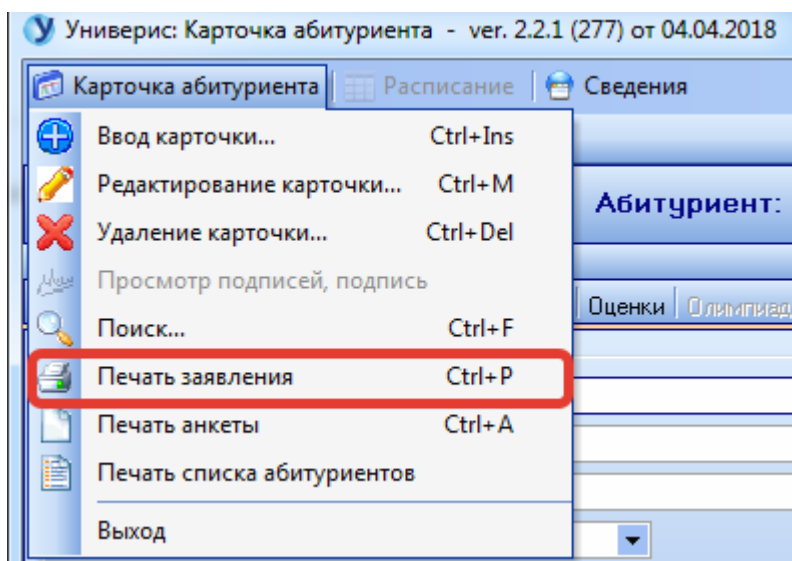 Универис: Карточка абитуриента - ver. 2.2.1 (277) от 04.04.2018
Карточка абитуриента Расписание Сведения
Ввод карточки... Ctrl+Ins
Редактирование карточки... Ctrl+M
Абитуриент:
Удаление карточки... Ctrl+Del
Просмотр подписей, подпись
Оценки Олимпиад
Поиск... Ctrl+F
Печать заявления Ctrl+P
Печать анкеты Ctrl+A
Печать списка абитуриентов
Выход